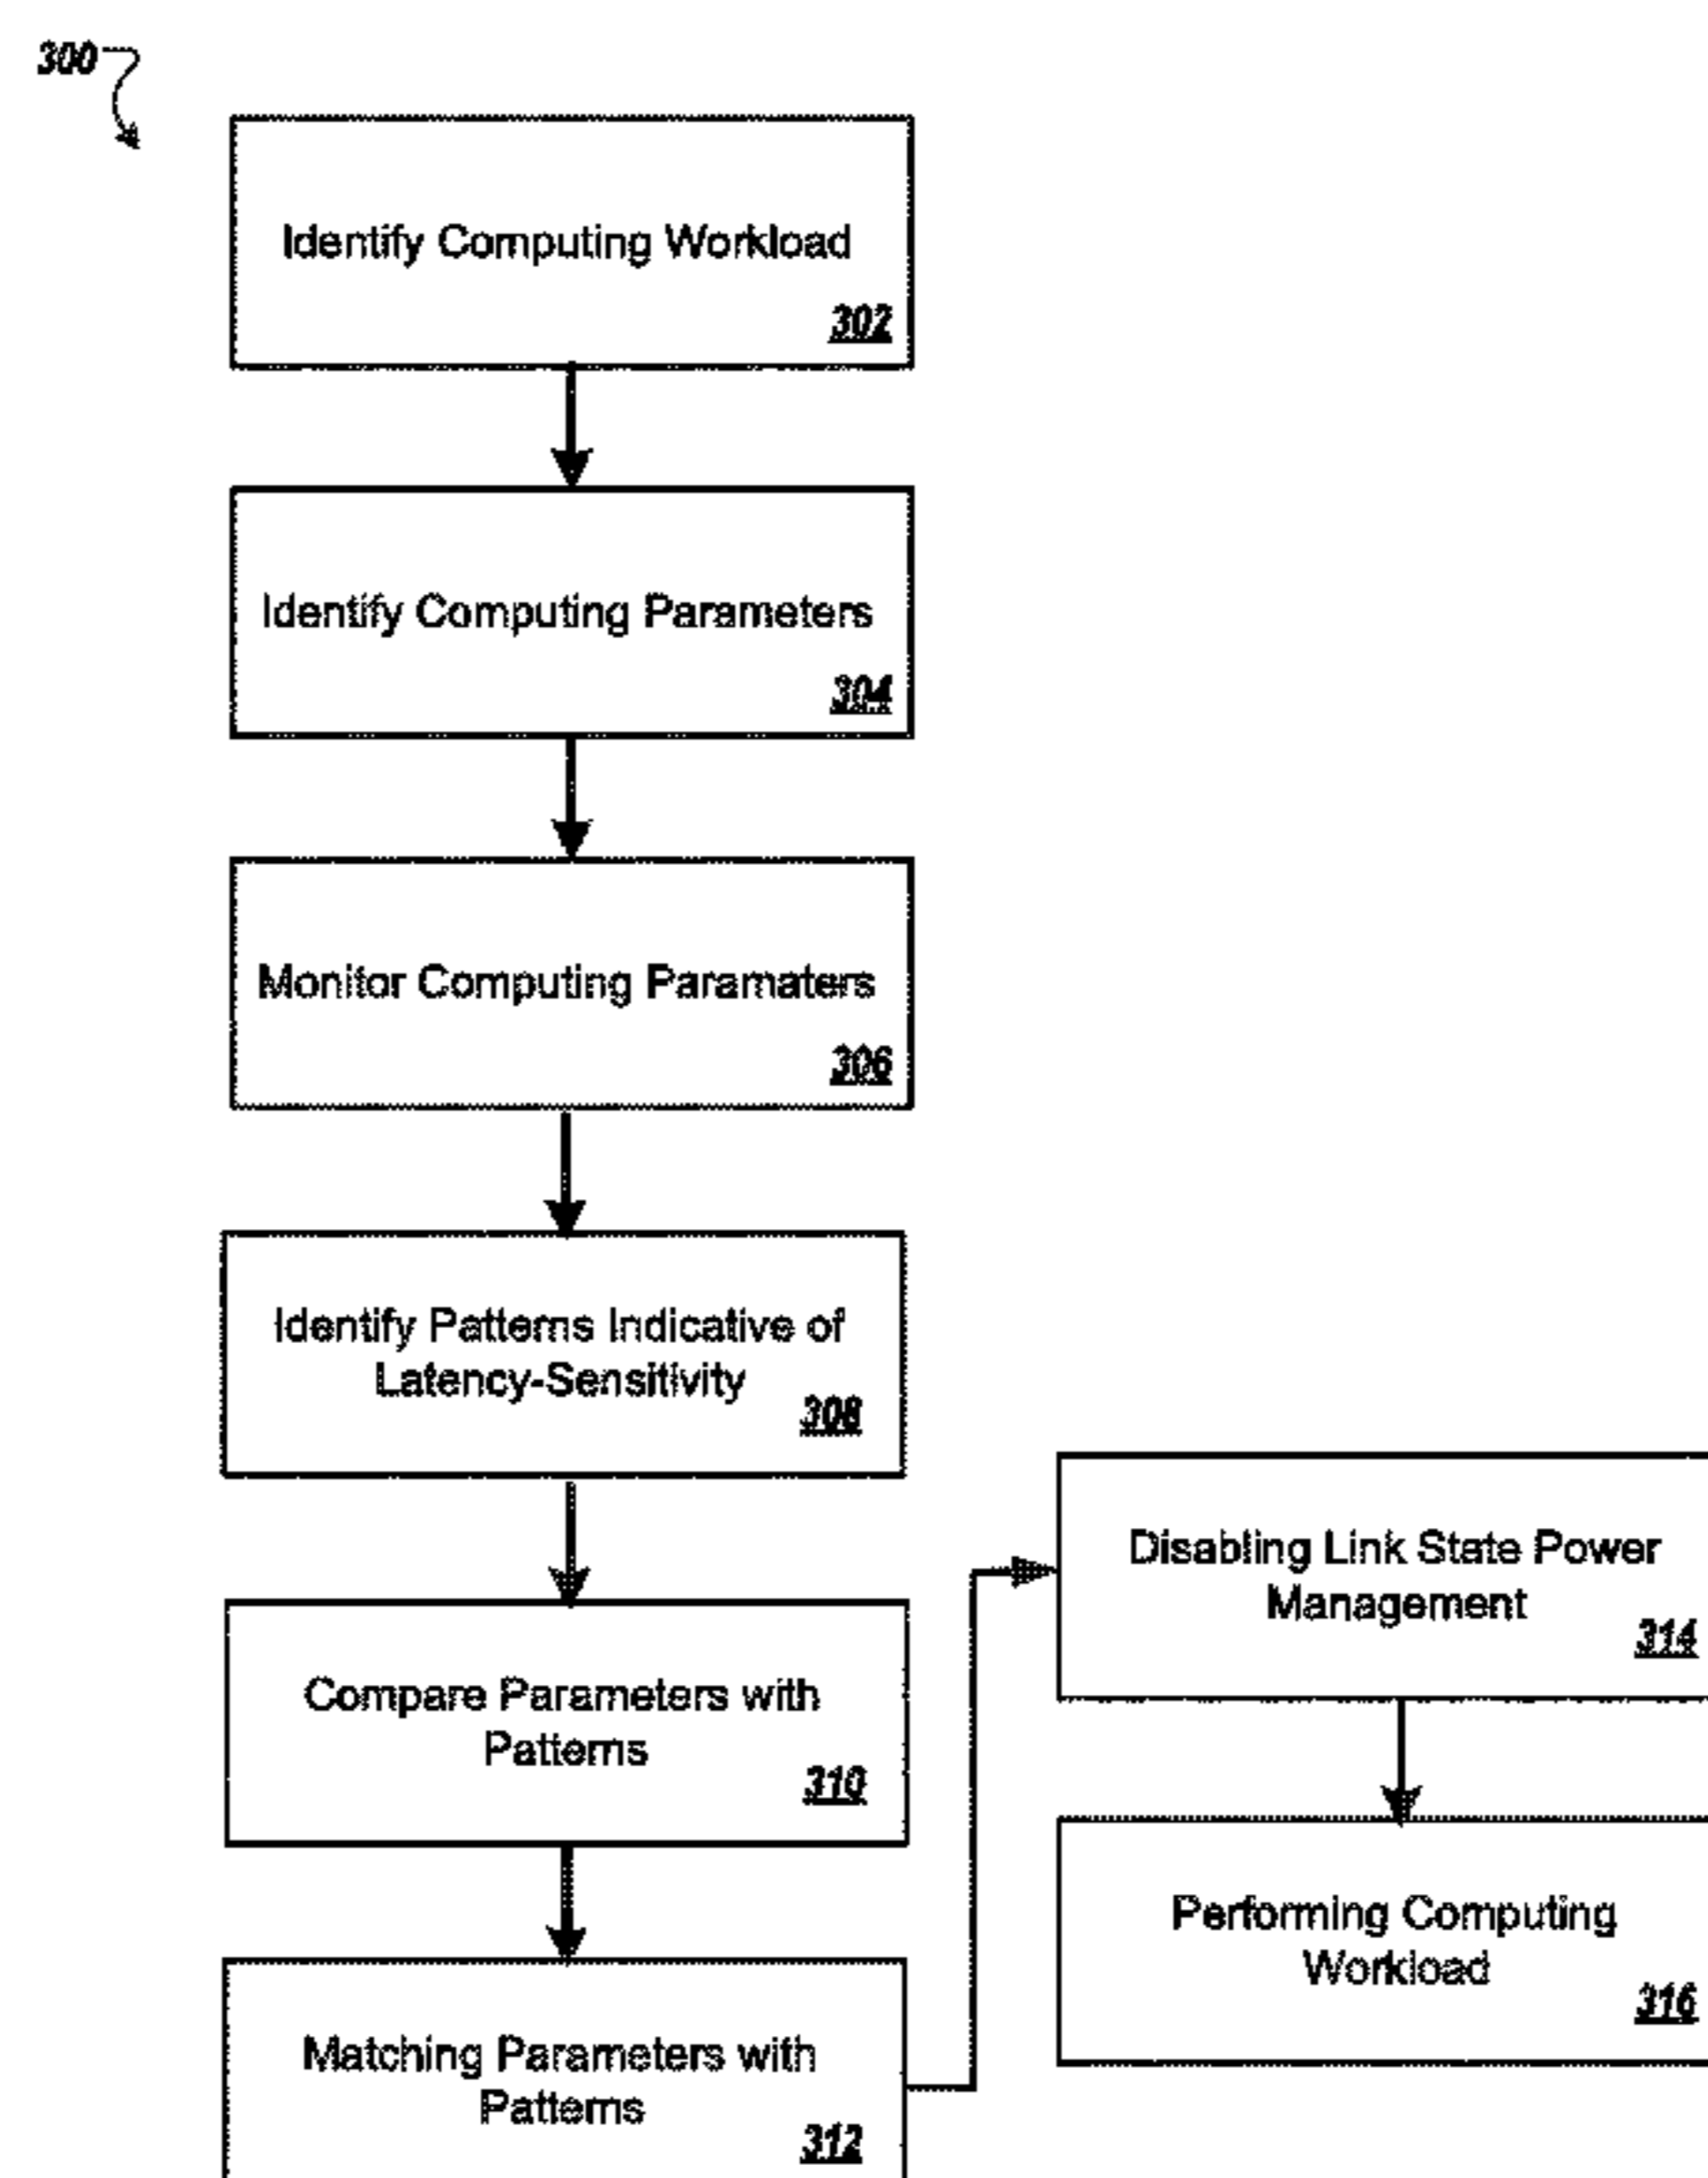 300
Identify Computing Workload
302
Identify Computing Parameters
304
Monitor Computing Paramaters
306
Identify Patterns Indicative of
Latency-Sensitivity
308
Compare Parameters with
Patterns
310
Matching Parameters with
Patterns
312
Disabling Link State Power
Management
314
Performing Computing
Workload
316